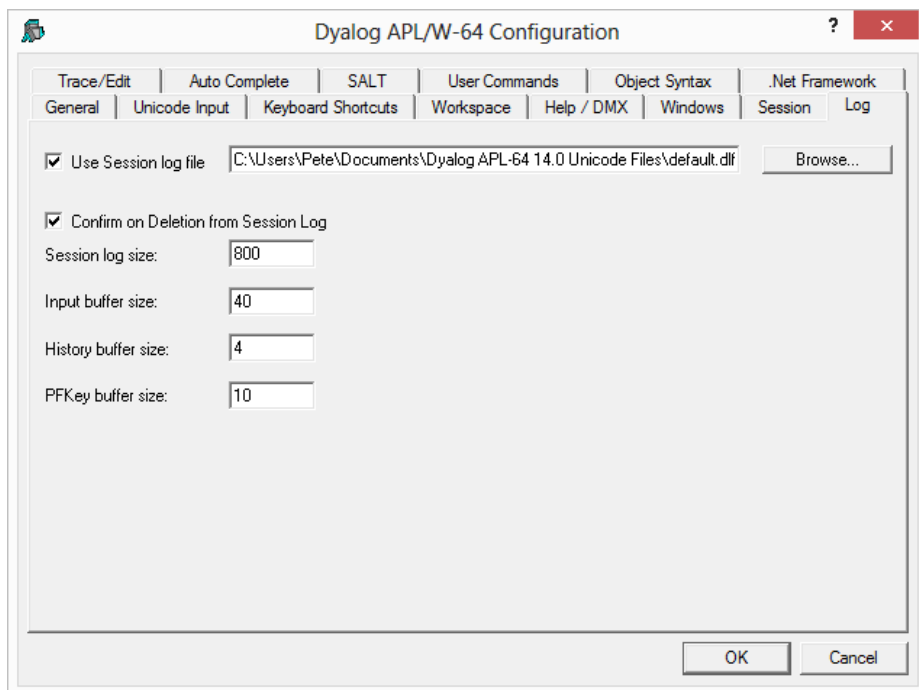 Dyalog APL/W-64 Configuration ?
Trace/Edit Auto Complete SALT User Commands Object Syntax .Net Framework
General Unicode Input Keyboard Shortcuts Workspace Help / DMX Windows Session Log
Use Session log file C:\Users\Pete\Documents\Dyalog APL-64 14.0 Unicode Files\default.dlf Browse...
Confirm on Deletion from Session Log
Session log size: 800
Input buffer size: 40
History buffer size: 4
PFKey buffer size: 10
OK Cancel